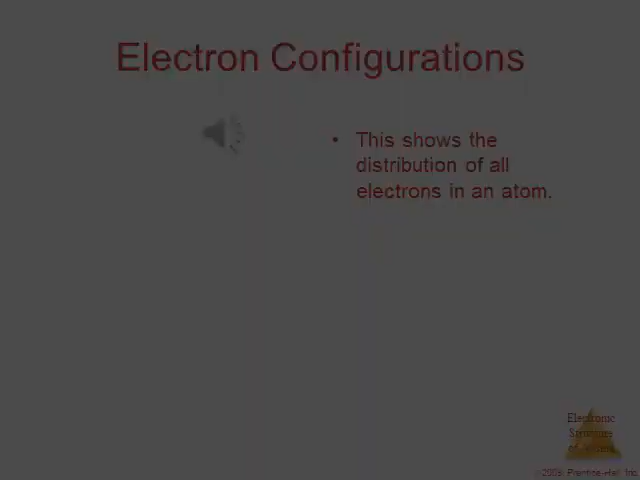 Electron Configurations
• This shows the
distribution of all
electrons in an atom.
Electronic
Structure
of Atoms
© 2009, Prentice-Hall, Inc.